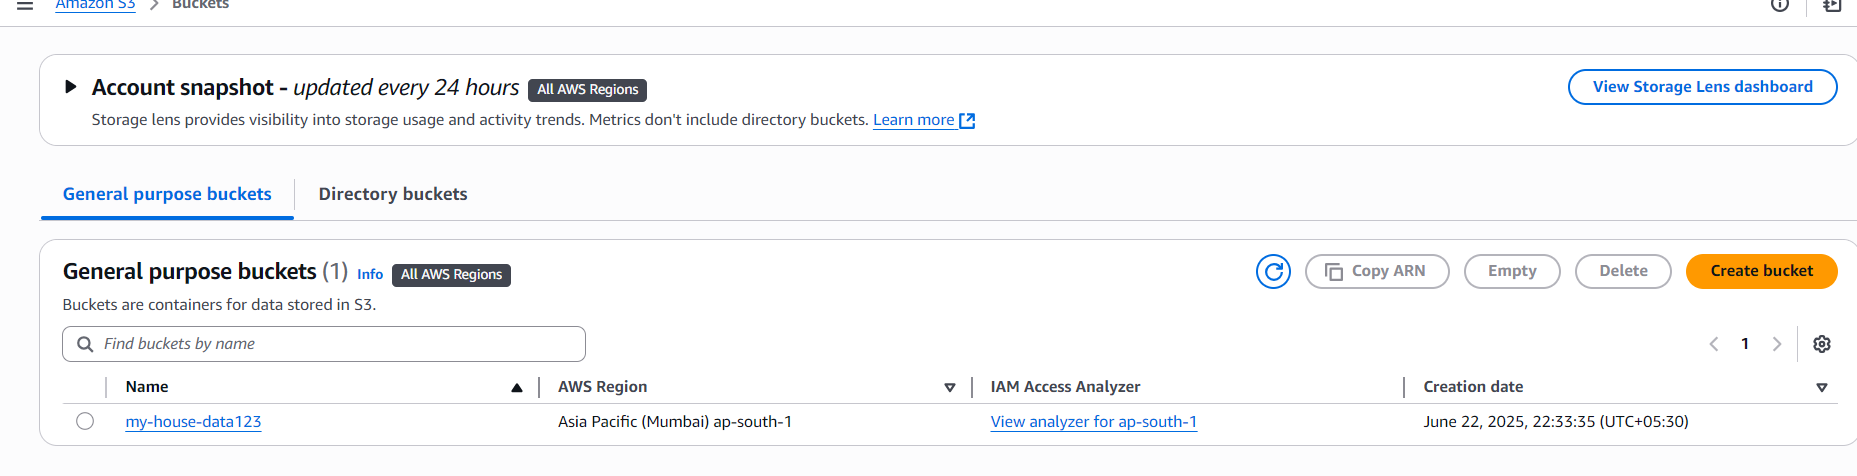 Amazon S3 > Buckets
Account snapshot - updated every 24 hours All AWS Regions
View Storage Lens dashboard
Storage lens provides visibility into storage usage and activity trends. Metrics don't include directory buckets. Learn more
General purpose buckets Directory buckets
General purpose buckets (1) Info All AWS Regions
Copy ARN Empty Delete Create bucket
Buckets are containers for data stored in S3.
Find buckets by name
1
Name AWS Region IAM Access Analyzer Creation date
my-house-data123 Asia Pacific (Mumbai) ap-south-1 View analyzer for ap-south-1 June 22, 2025, 22:33:35 (UTC+05:30)